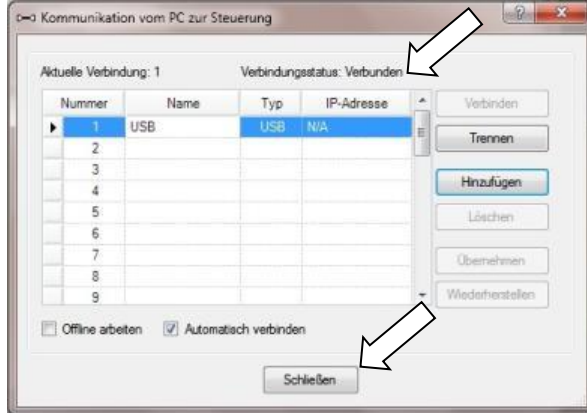 Kommunikation vom PC zur Steuerung
Aktuelle Verbindung: 1 Verbindungsstatus: Verbunden
Nummer Name Typ IP-Adresse Verbinden
1 USB USB N/A Trennen
2
3
4 Hinzufügen
5 Löschen
6
7 Übernehmen
8
9 Wiederherstellen
Offline arbeiten Automatisch verbinden
Schließen